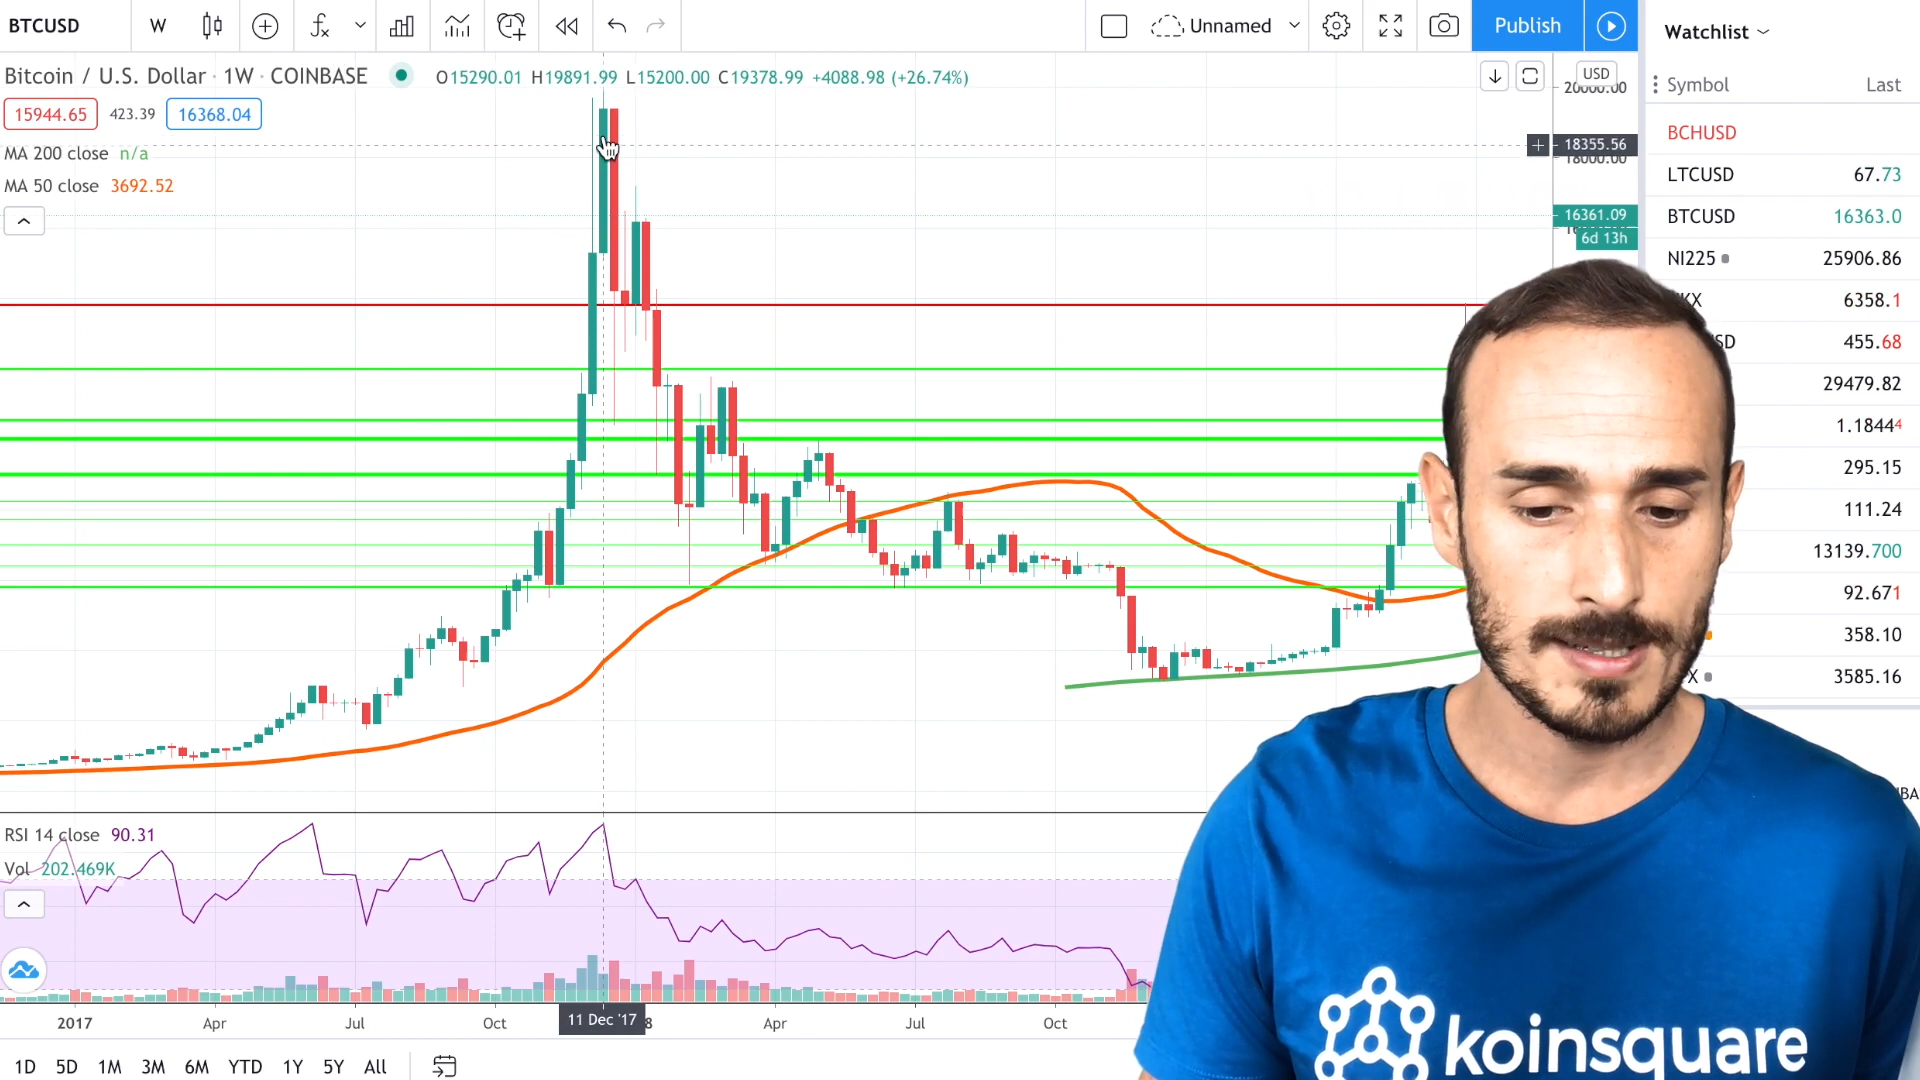 BTCUSD
W
Unnamed
Publish
Watchlist
Bitcoin / U.S. Dollar · 1W · COINBASE
O15290.01 H19891.99 L15200.00 C19378.99 +4088.98 (+26.74%)
15944.65 423.39 16368.04
MA 200 close n/a
MA 50 close 3692.52
USD
20000.00
18355.56
18000.00
16361.09
6d 13h
Symbol Last
BCHUSD
LTCUSD 67.73
BTCUSD 16363.0
NI225 25906.86
6358.1
455.68
29479.82
1.18444
295.15
111.24
13139.700
92.671
358.10
3585.16
RSI 14 close 90.31
Vol 202.469K
2017 Apr Jul Oct 11 Dec '17 8 Apr Jul Oct
1D 5D 1M 3M 6M YTD 1Y 5Y All
koinsquare